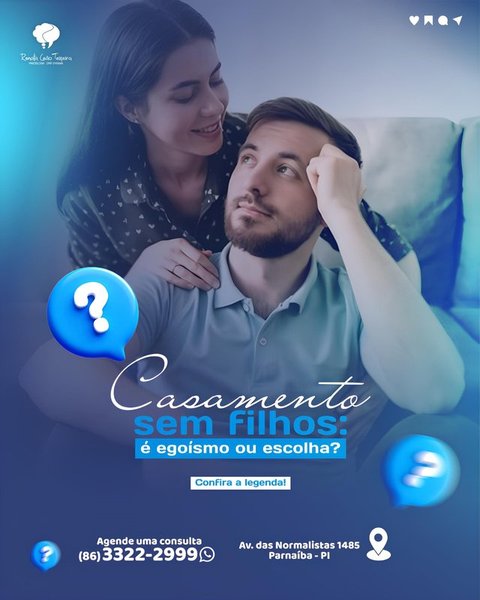 ?
Casamento
sem filhos:
é egoísmo ou escolha?
?
Confira a legenda!
Agende uma consulta
(86) 3322-2999
?
Av. das Normalistas 1485
Parnaíba - PI